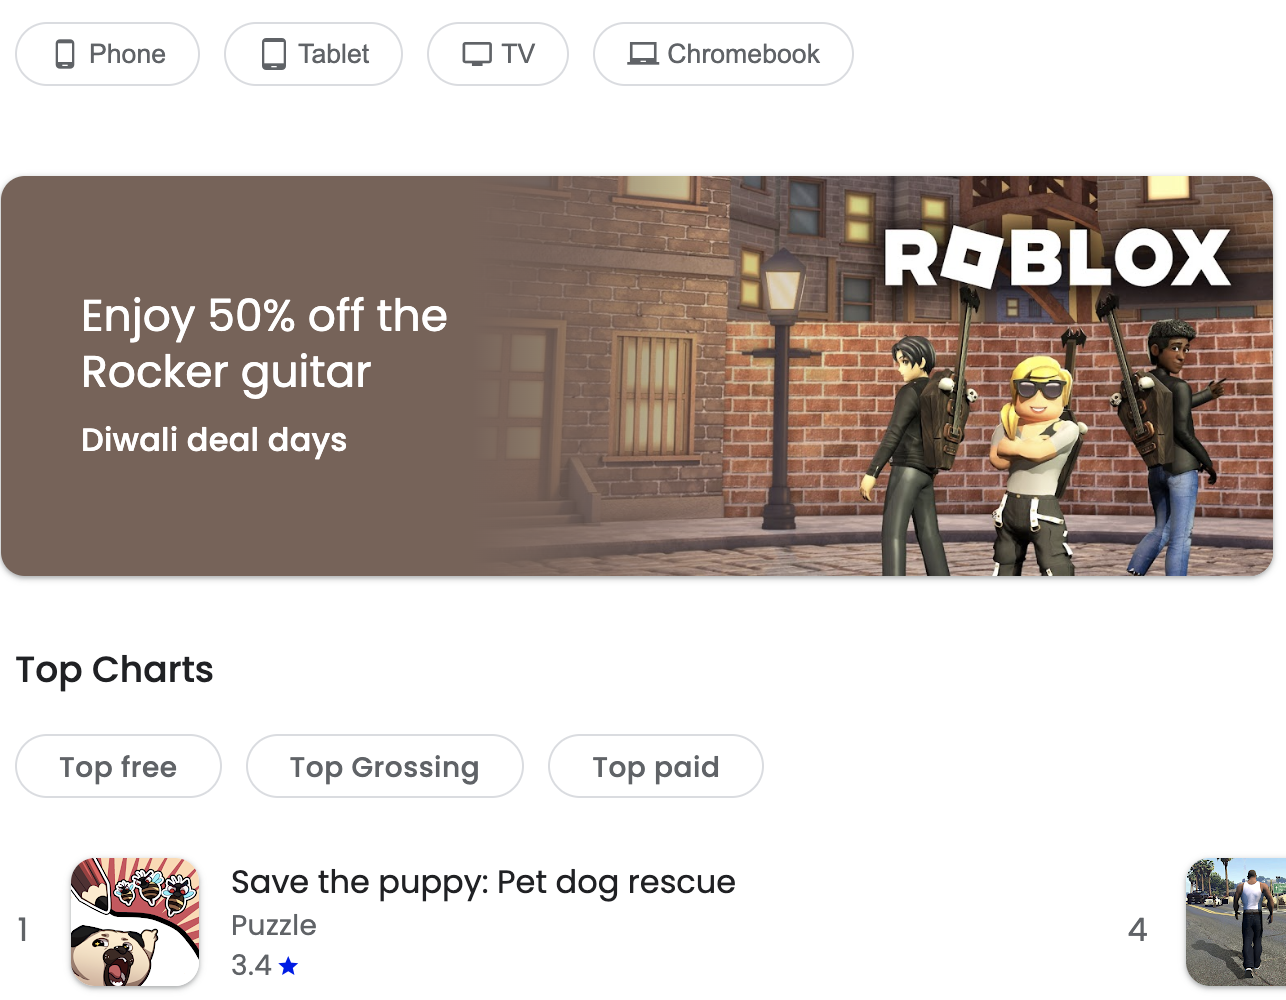 Phone
Tablet
TV
Chromebook
ROBLOX
Enjoy 50% off the
Rocker guitar
Diwali deal days
Top Charts
Top free
Top Grossing
Top paid
1
Save the puppy: Pet dog rescue
Puzzle
3.4
4